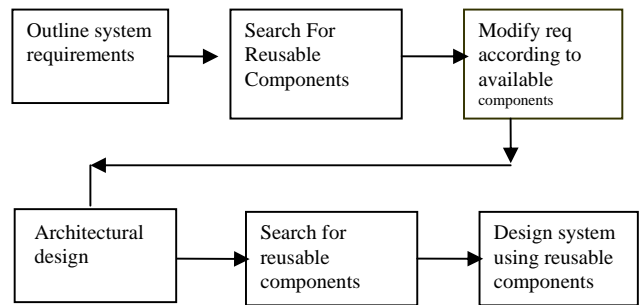 Outline system
requirements
Search For
Reusable
Components
Modify req
according to
available
components
Architectural
design
Search for
reusable
components
Design system
using reusable
components